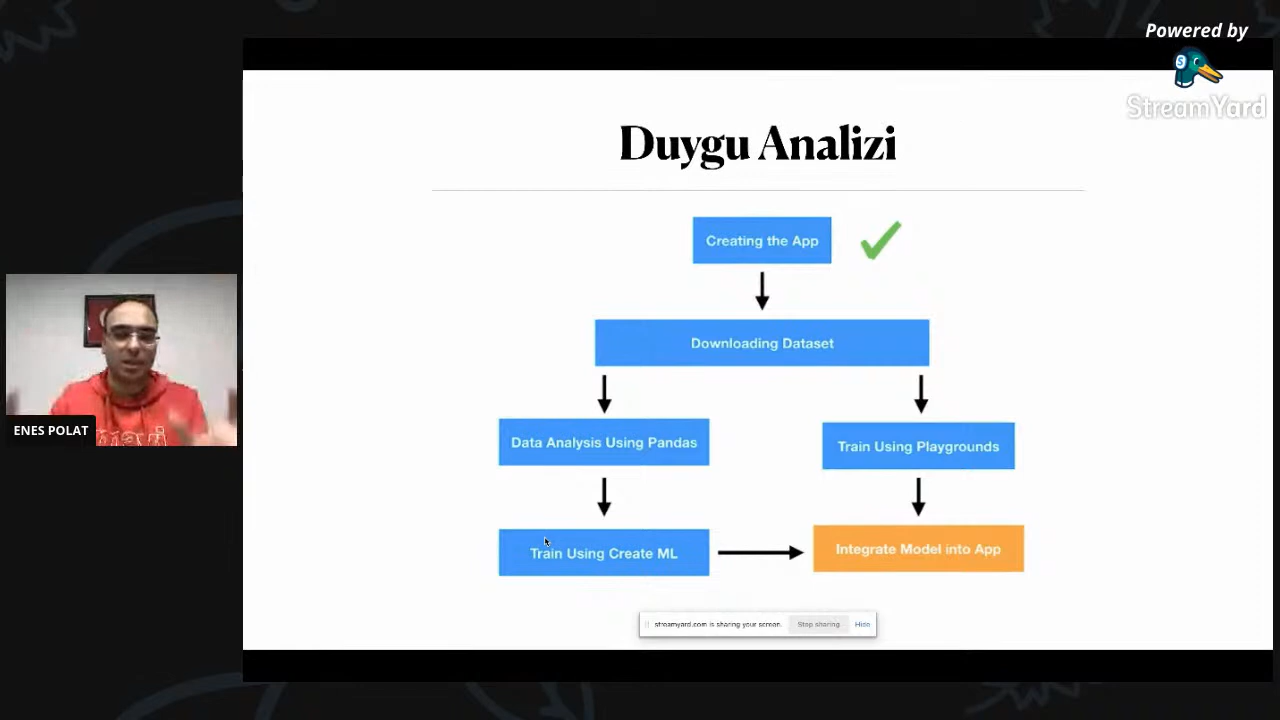 Powered by
StreamYard
Duygu Analizi
Creating the App
Downloading Dataset
Data Analysis Using Pandas
Train Using Playgrounds
Train Using Create ML
Integrate Model into App
streamyard.com is sharing your screen.
Stop sharing
Hide
ENES POLAT